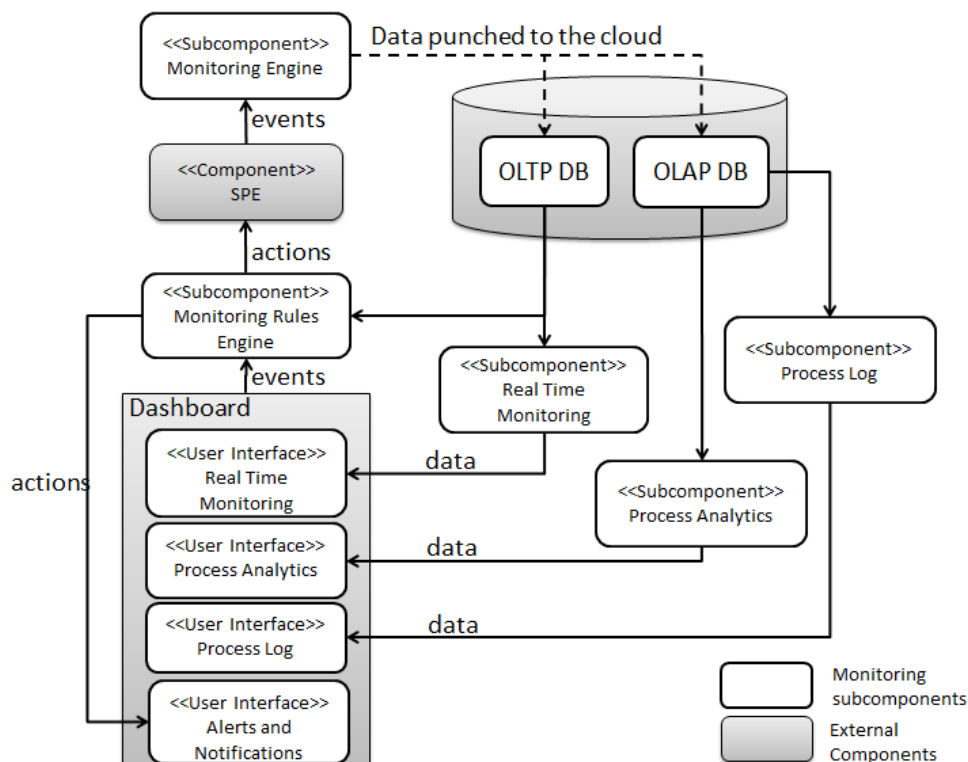 <<Subcomponent>>
Monitoring Engine
Data punched to the cloud
events
<<Component>>
SPE
OLTP DB
OLAP DB
actions
<<Subcomponent>>
Monitoring Rules
Engine
<<Subcomponent>>
Process Log
<<Subcomponent>>
Real Time
Monitoring
events
Dashboard
<<User Interface>>
Real Time
Monitoring
data
actions
<<Subcomponent>>
Process Analytics
<<User Interface>>
Process Analytics
data
<<User Interface>>
Process Log
data
<<User Interface>>
Alerts and
Notifications
Monitoring
subcomponents
External
Components